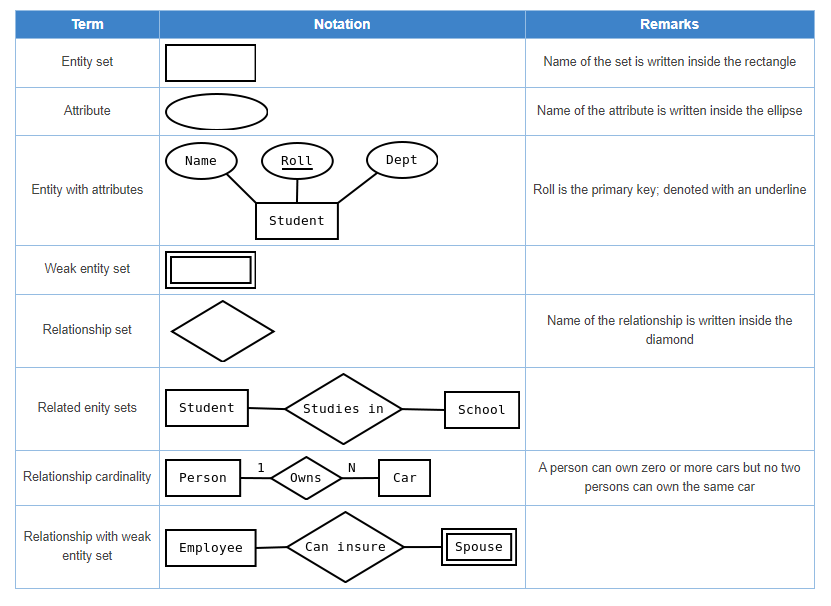 Term Notation Remarks
Entity set Name of the set is written inside the rectangle
Attribute Name of the attribute is written inside the ellipse
Name Roll Dept
Entity with attributes Roll is the primary key; denoted with an underline
Student
Weak entity set
Relationship set
Name of the relationship is written inside the
diamond
Related enity sets
Student Studies in School
Relationship cardinality
Person 1 Owns N Car
A person can own zero or more cars but no two
persons can own the same car
Relationship with weak
entity set
Employee Can insure Spouse